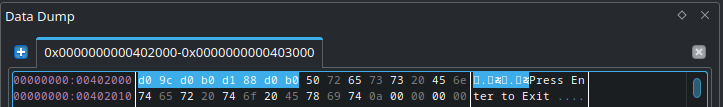 Data Dump
0x0000000000402000-0x0000000000403000
00000000:00402000 d0 9c d0 b0 d1 88 d0 b0 50 72 65 73 73 20 45 6e Press En
00000000:00402010 74 65 72 20 74 6f 20 45 78 69 74 0a 00 00 00 00 ter to Exit ....